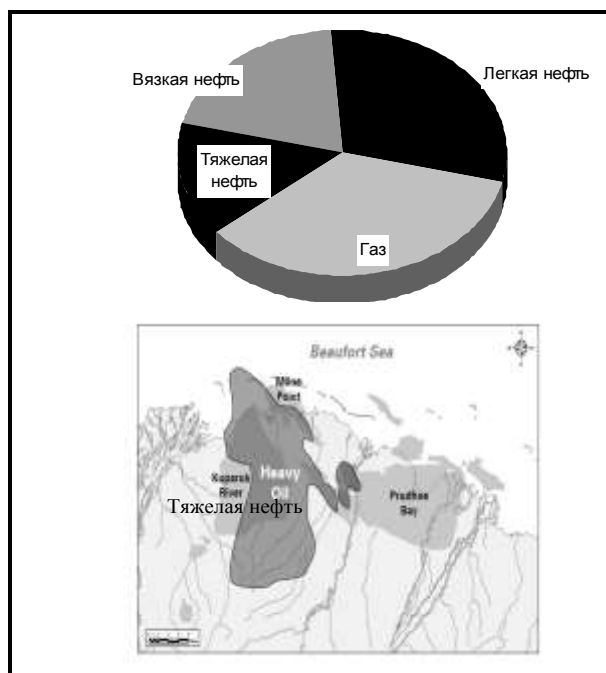 Вязкая нефть
Легкая нефть
Тяжелая
нефть
Газ
Beaufort Sea
Milne
Point
Heavy
Oil
Kuparuk
River
Тяжелая нефть
Prudhoe
Bay